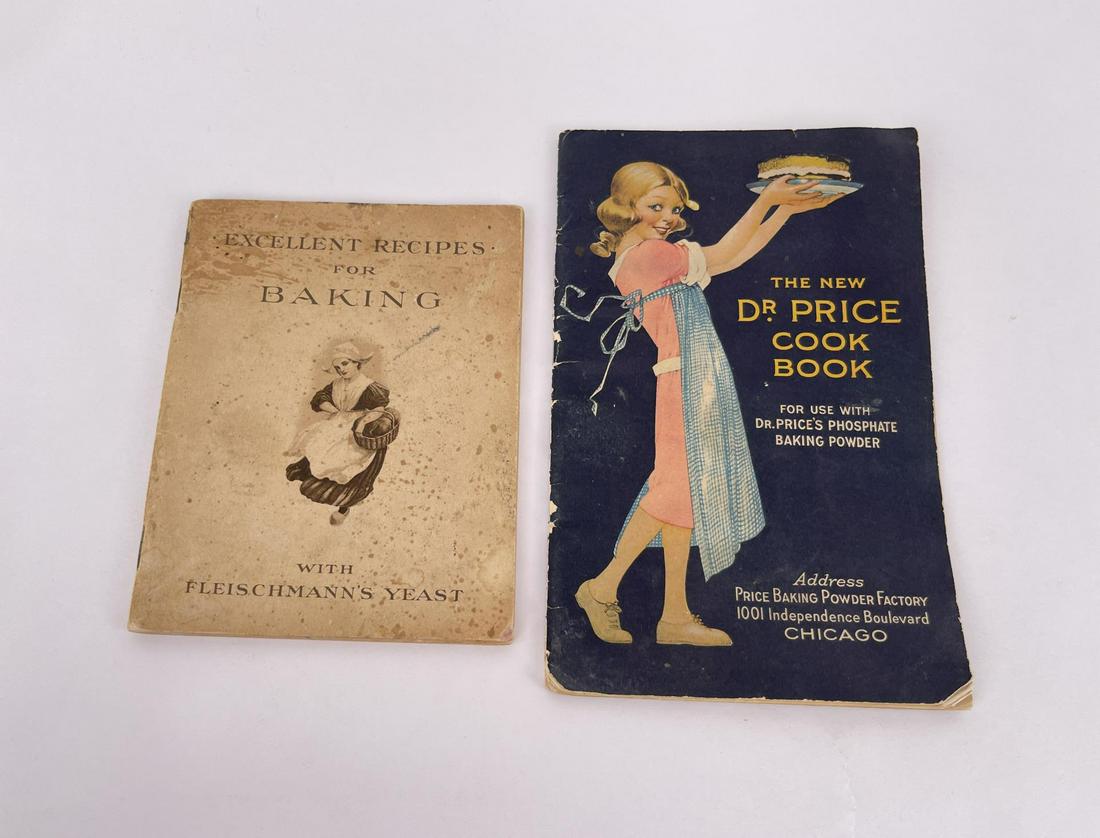 ·EXCELLENT RECIPES·
FOR
BAKING
WITH
FLEISCHMANN'S YEAST
THE NEW
DR. PRICE
COOK
BOOK
FOR USE WITH
DR. PRICE'S PHOSPHATE
BAKING POWDER
Address
PRICE BAKING POWDER FACTORY
1001 Independence Boulevard
CHICAGO